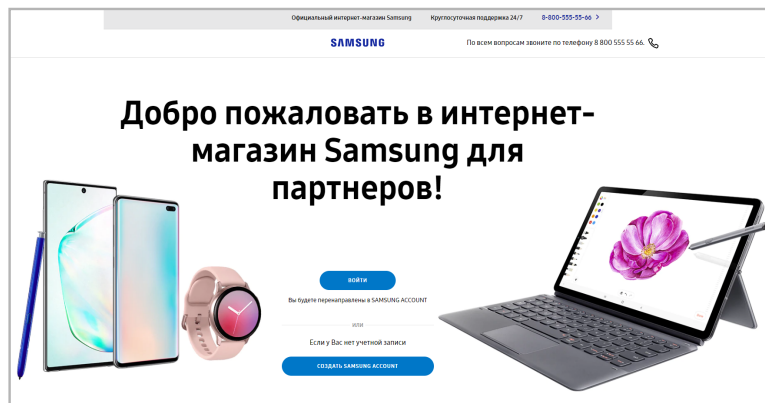 Официальный интернет-магазин Samsung Круглосуточная поддержка 24/7 8-800-555-55-66 >
SAMSUNG По всем вопросам звоните по телефону 8 800 555 55 66.
Добро пожаловать в интернет-
магазин Samsung для
партнеров!
ВОЙТИ
Вы будете перенаправлены в SAMSUNG ACCOUNT
или
Если у Вас нет учетной записи
СОЗДАТЬ SAMSUNG ACCOUNT